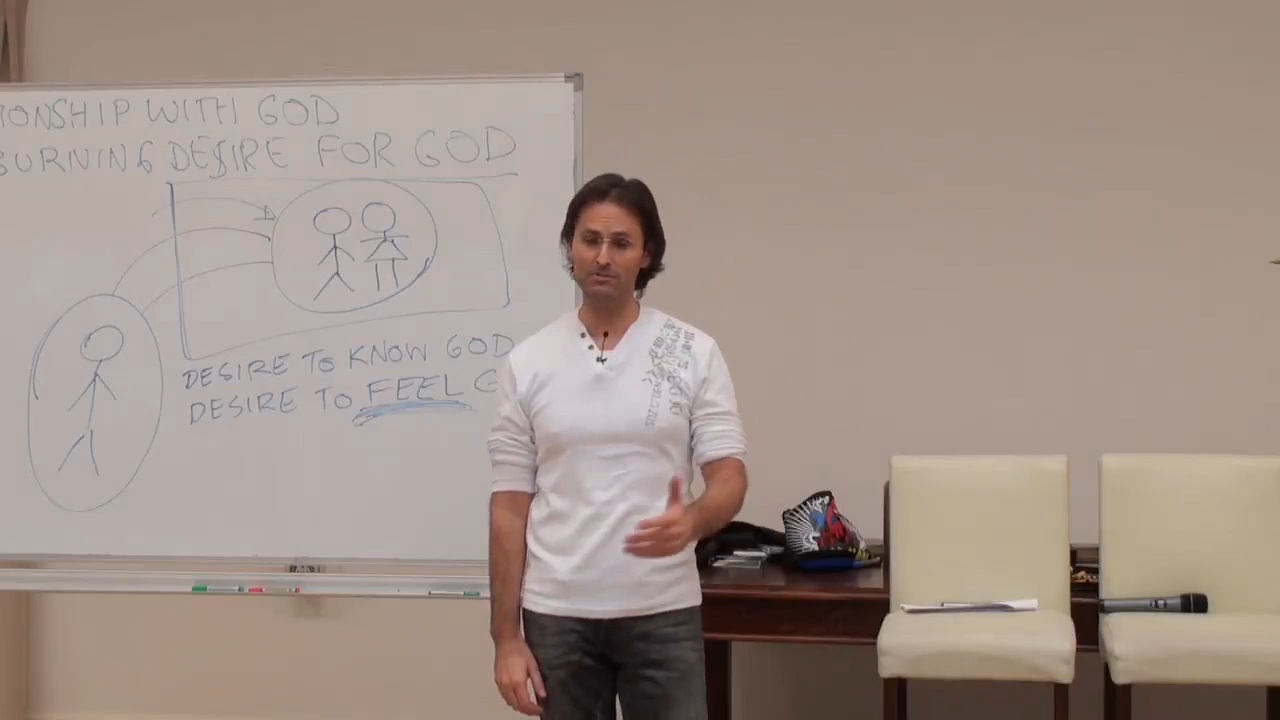 IONSHIP WITH GOD
BURNING DESIRE FOR GOD
DESIRE TO KNOW GOD
DESIRE TO FEEL G